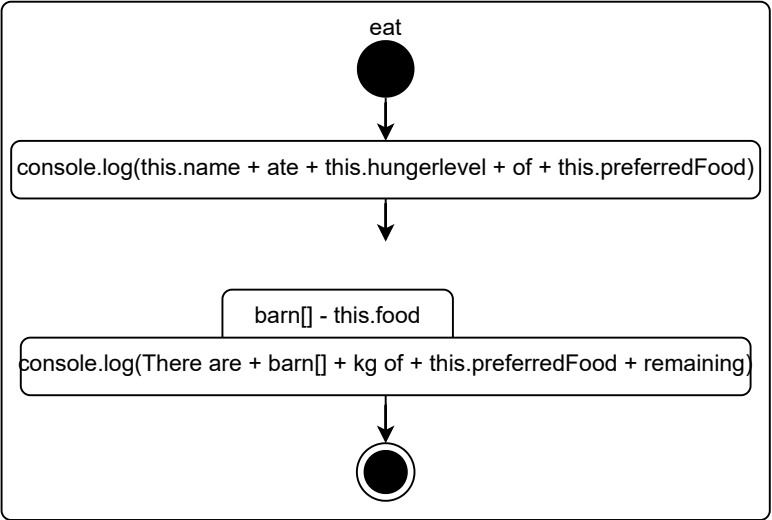 eat
console.log(this.name + ate + this.hungerlevel + of + this.preferredFood)
barn[] - this.food
console.log(There are + barn[] + kg of + this.preferredFood + remaining)